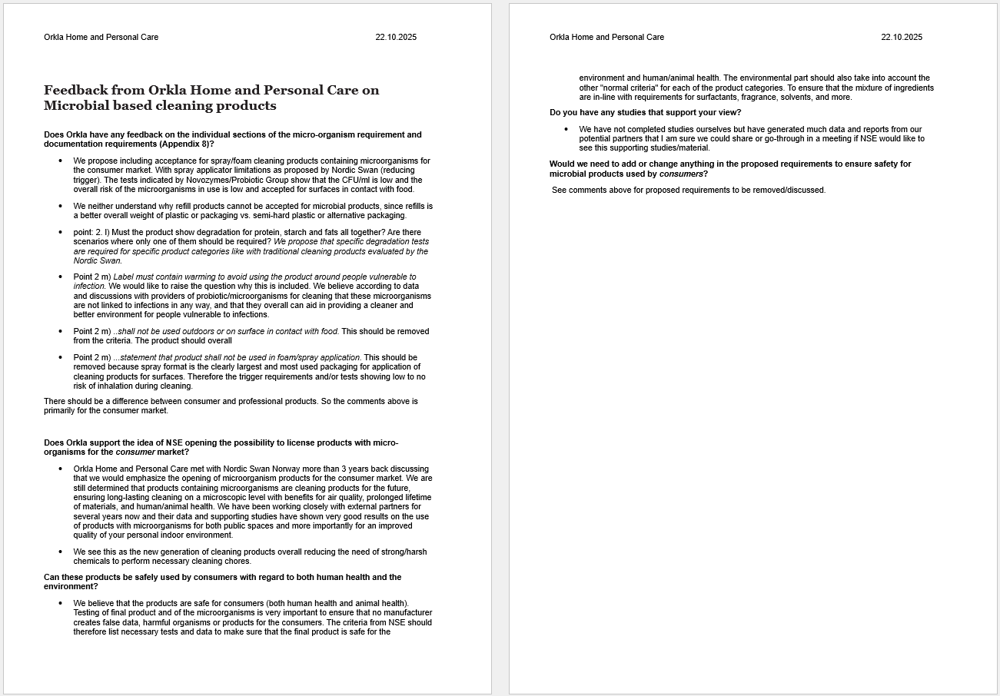 Orkla Home and Personal Care 22.10.2025
Feedback from Orkla Home and Personal Care on
Microbial based cleaning products
Does Orkla have any feedback on the individual sections of the micro-organism requirement and
documentation requirements (Appendix 8)?
• We propose including acceptance for spray/foam cleaning products containing microorganisms for
the consumer market. With spray applicator limitations as proposed by Nordic Swan (reducing
trigger). The tests indicated by Novozymes/Probiotic Group show that the CFU/ml is low and the
overall risk of the microorganisms in use is low and accepted for surfaces in contact with food.
• We neither understand why refill products cannot be accepted for microbial products, since refills is
a better overall weight of plastic or packaging vs. semi-hard plastic or alternative packaging.
• point: 2. l) Must the product show degradation for protein, starch and fats all together? Are there
scenarios where only one of them should be required? We propose that specific degradation tests
are required for specific product categories like with traditional cleaning products evaluated by the
Nordic Swan.
• Point 2 m) Label must contain warming to avoid using the product around people vulnerable to
infection. We would like to raise the question why this is included. We believe according to data
and discussions with providers of probiotic/microorganisms for cleaning that these microorganisms
are not linked to infections in any way, and that they overall can aid in providing a cleaner and
better environment for people vulnerable to infections.
• Point 2 m) ..shall not be used outdoors or on surface in contact with food. This should be removed
from the criteria. The product should overall
• Point 2 m) ...statement that product shall not be used in foam/spray application. This should be
removed because spray format is the clearly largest and most used packaging for application of
cleaning products for surfaces. Therefore the trigger requirements and/or tests showing low to no
risk of inhalation during cleaning.
There should be a difference between consumer and professional products. So the comments above is
primarily for the consumer market.
Does Orkla support the idea of NSE opening the possibility to license products with micro-
organisms for the consumer market?
• Orkla Home and Personal Care met with Nordic Swan Norway more than 3 years back discussing
that we would emphasize the opening of microorganism products for the consumer market. We are
still determined that products containing microorganisms are cleaning products for the future,
ensuring long-lasting cleaning on a microscopic level with benefits for air quality, prolonged lifetime
of materials, and human/animal health. We have been working closely with external partners for
several years now and their data and supporting studies have shown very good results on the use
of products with microorganisms for both public spaces and more importantly for an improved
quality of your personal indoor environment.
• We see this as the new generation of cleaning products overall reducing the need of strong/harsh
chemicals to perform necessary cleaning chores.
Can these products be safely used by consumers with regard to both human health and the
environment?
• We believe that the products are safe for consumers (both human health and animal health).
Testing of final product and of the microorganisms is very important to ensure that no manufacturer
creates false data, harmful organisms or products for the consumers. The criteria from NSE should
therefore list necessary tests and data to make sure that the final product is safe for the
Orkla Home and Personal Care 22.10.2025
environment and human/animal health. The environmental part should also take into account the
other "normal criteria" for each of the product categories. To ensure that the mixture of ingredients
are in-line with requirements for surfactants, fragrance, solvents, and more.
Do you have any studies that support your view?
• We have not completed studies ourselves but have generated much data and reports from our
potential partners that I am sure we could share or go-through in a meeting if NSE would like to
see this supporting studies/material.
Would we need to add or change anything in the proposed requirements to ensure safety for
microbial products used by consumers?
See comments above for proposed requirements to be removed/discussed.